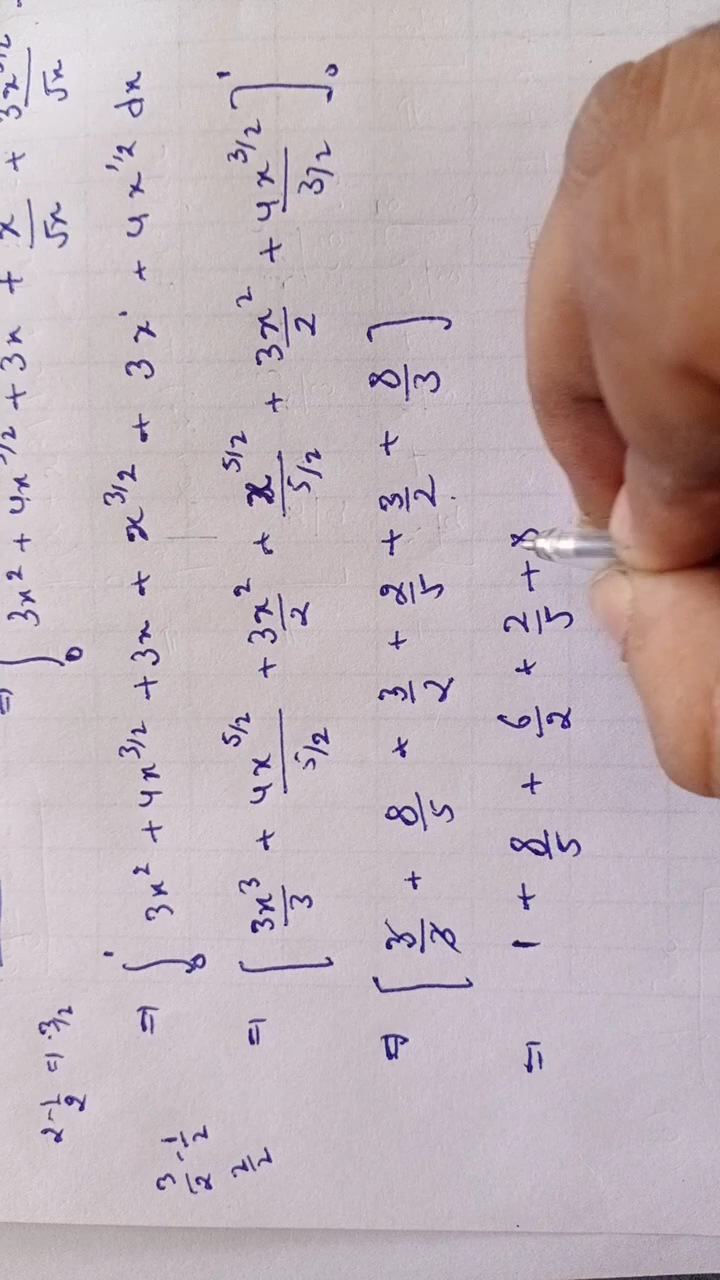 =) ∫₀ 3x² + 4x^3/2 + 3x + x/√x + 3x^3/2/√x
2 - 1/2 = 1 · 3/2
=) ∫₀¹ 3x² + 4x^3/2 + 3x + x^3/2 + 3x¹ + 4x^1/2 dx
3/2 - 1/2
2/2
=) [ 3x³/3 + 4x^5/2/5/2 + 3x²/2 + x^5/2/5/2 + 3x²/2 + 4x^3/2/3/2 ]₀¹
=) [ 3/3 + 8/5 + 3/2 + 2/5 + 3/2 + 8/3 ]
= 1 + 8/5 + 6/2 + 2/5 + 8